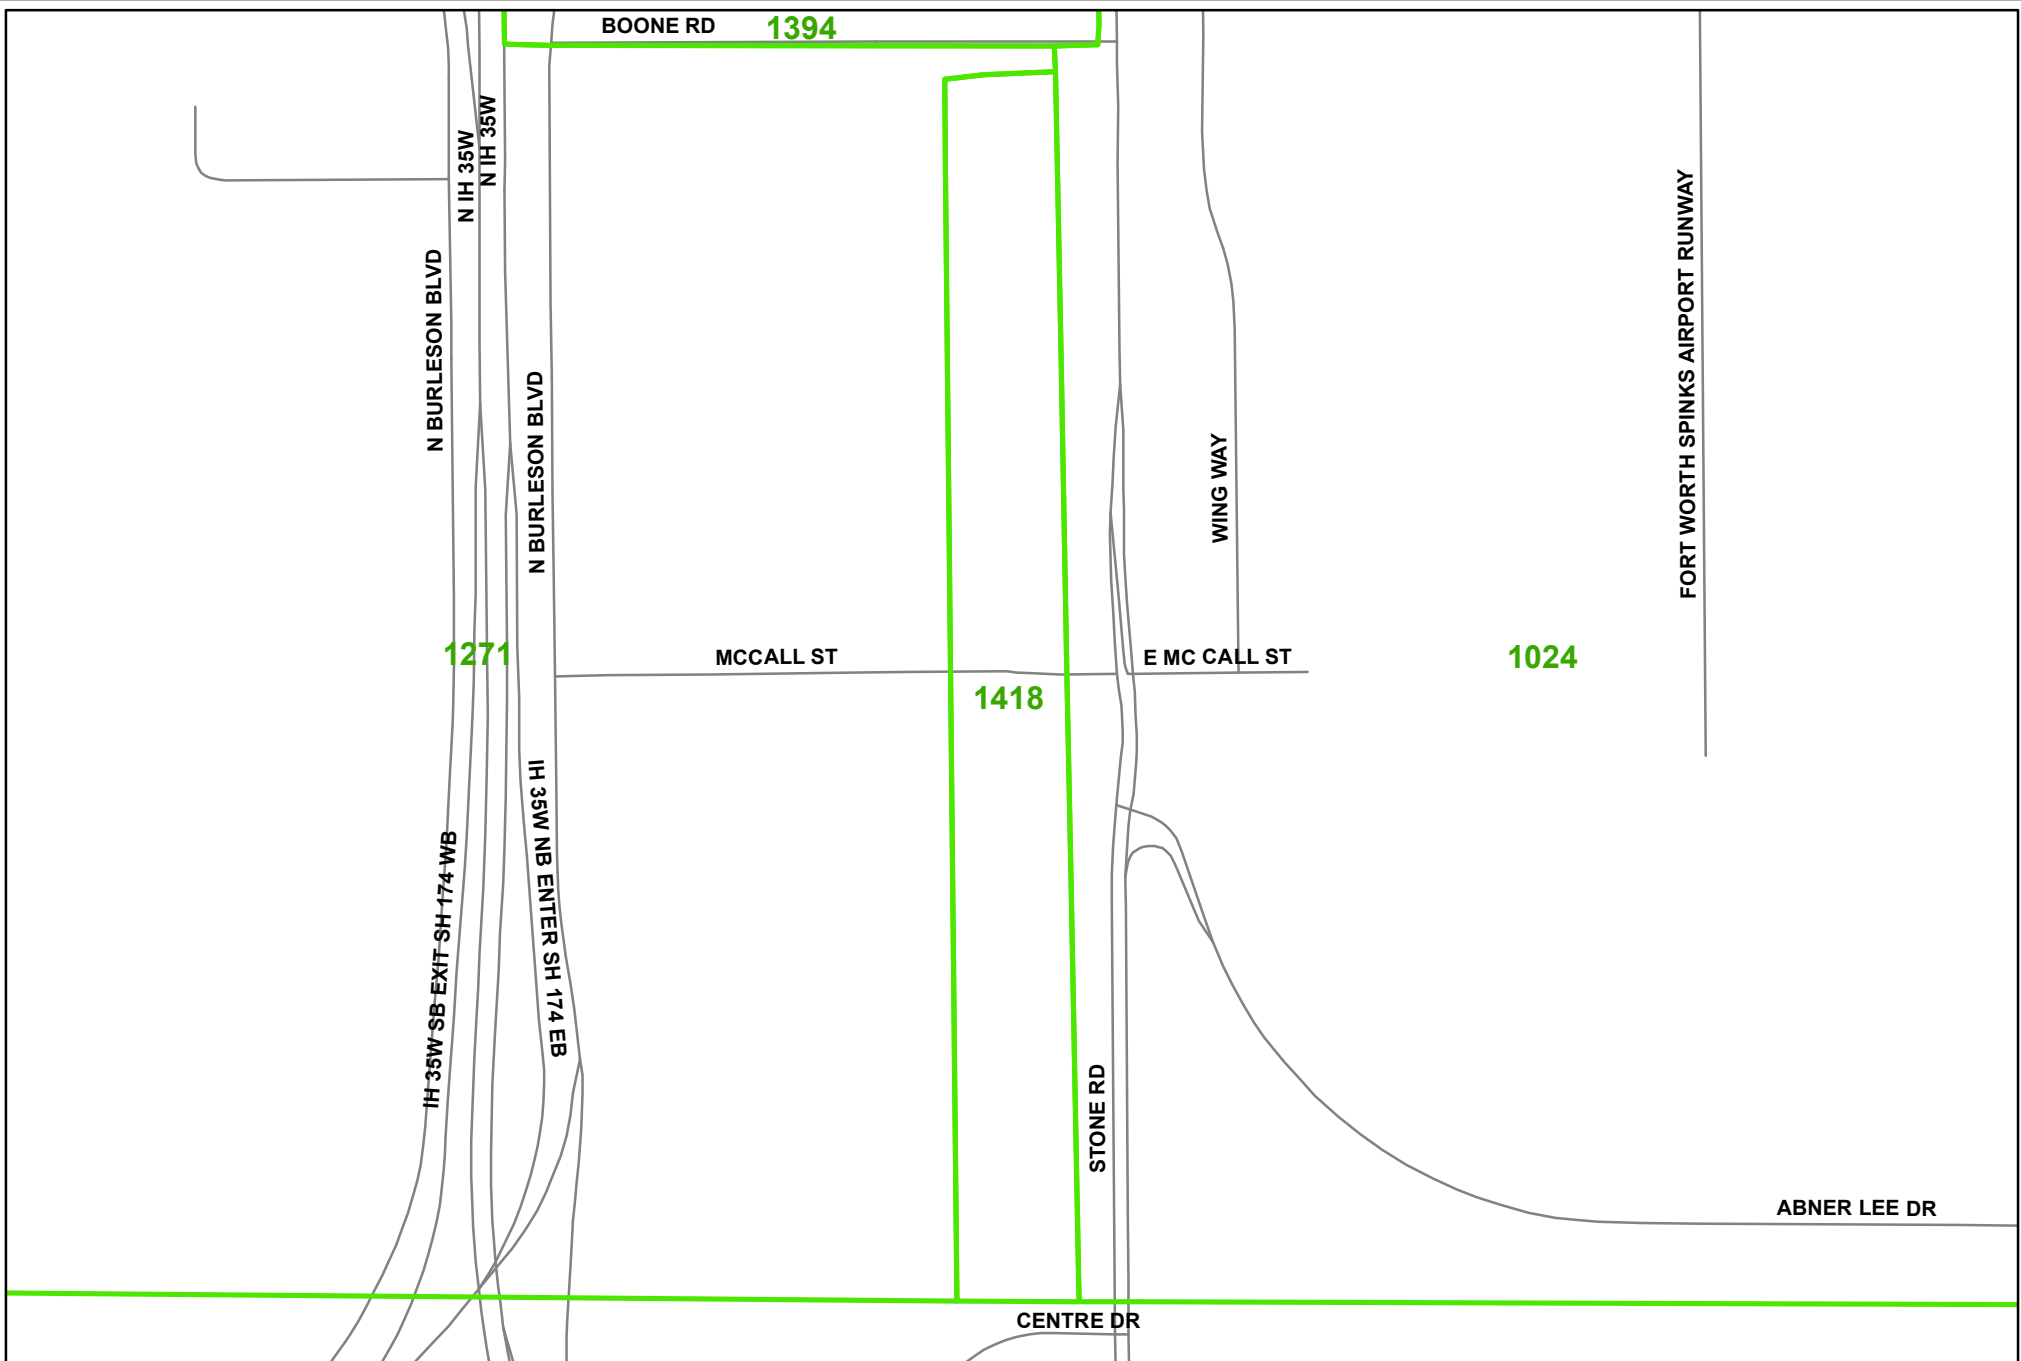 BOONE RD
1394
N IH 35W
N IH 35W
N BURLESON BLVD
N BURLESON BLVD
WING WAY
FORT WORTH SPINKS AIRPORT RUNWAY
1271
MCCALL ST
E MC CALL ST
1024
1418
IH 35W SB EXIT SH 174 WB
IH 35W NB ENTER SH 174 EB
STONE RD
ABNER LEE DR
CENTRE DR